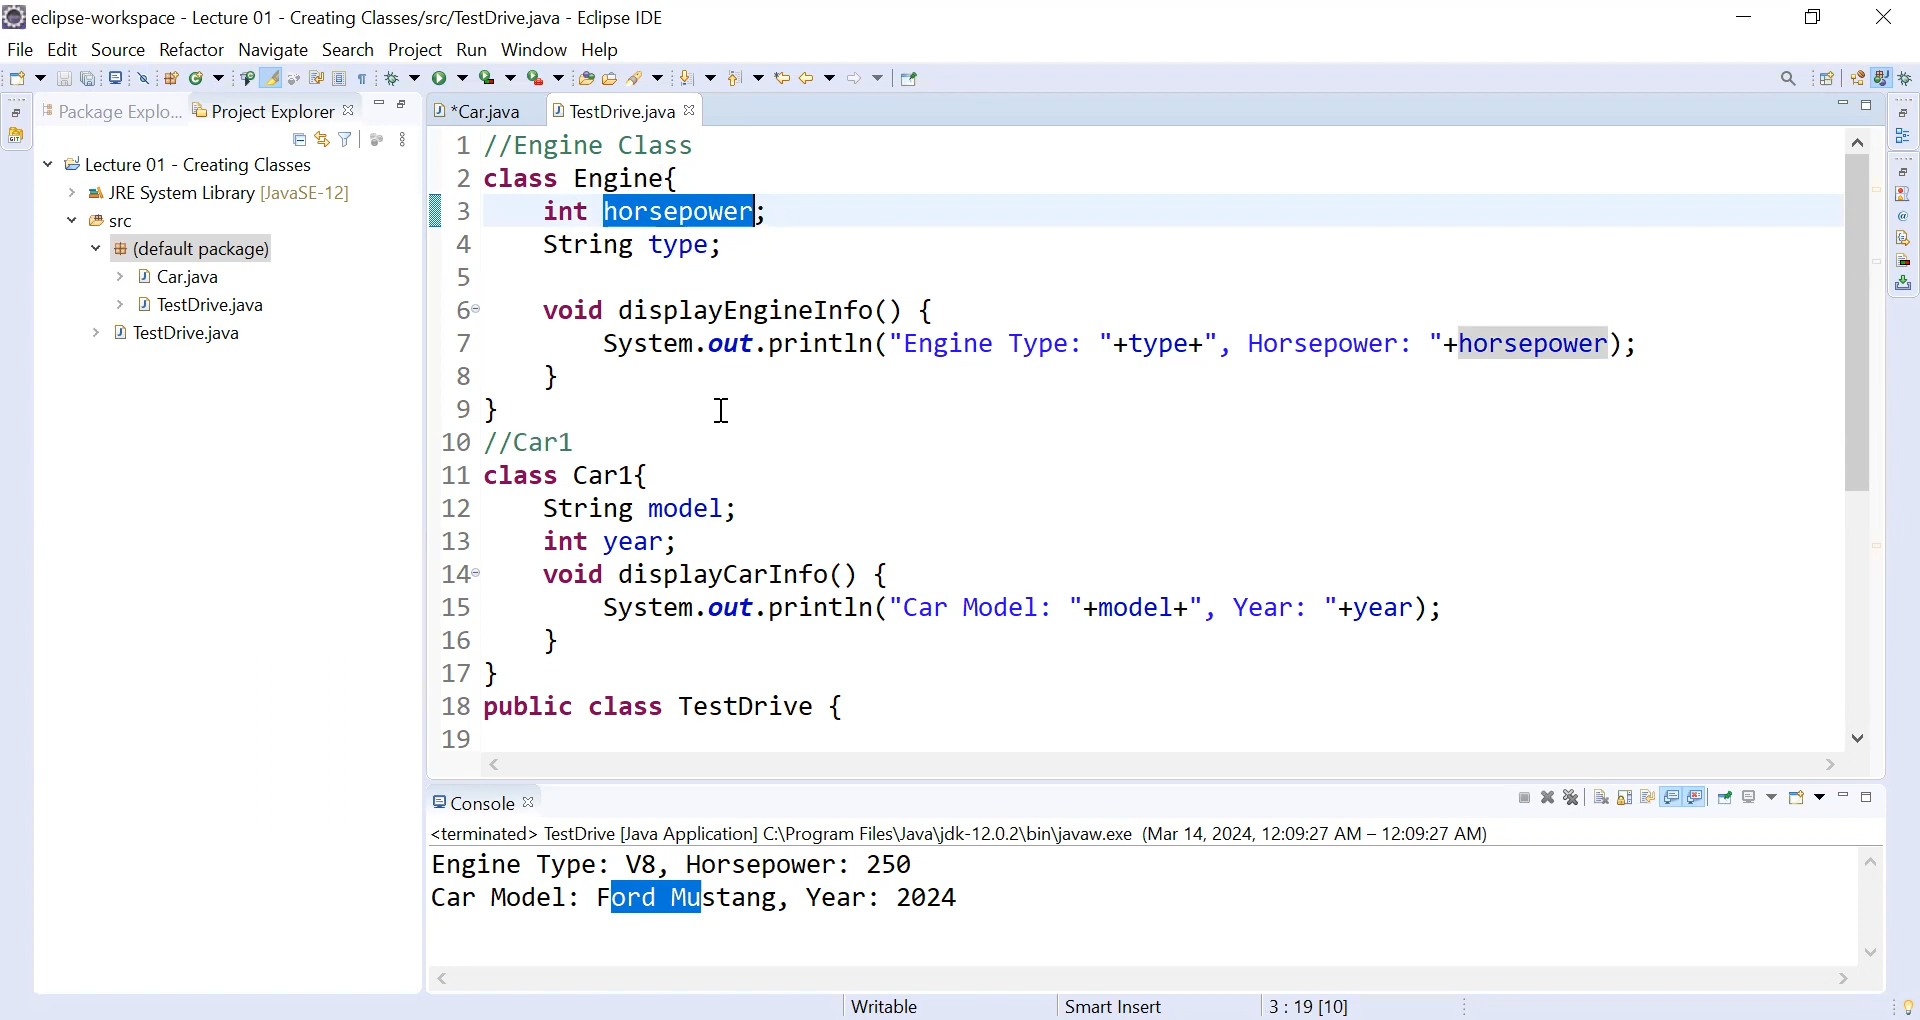 eclipse-workspace - Lecture 01 - Creating Classes/src/TestDrive.java - Eclipse IDE
File Edit Source Refactor Navigate Search Project Run Window Help
Package Explo... Project Explorer
*Car.java TestDrive.java
Lecture 01 - Creating Classes
JRE System Library [JavaSE-12]
src
(default package)
Car.java
TestDrive.java
TestDrive.java
1 //Engine Class
2 class Engine{
3 int horsepower;
4 String type;
5
6 void displayEngineInfo() {
7 System.out.println("Engine Type: "+type+", Horsepower: "+horsepower);
8 }
9 }
10 //Car1
11 class Car1{
12 String model;
13 int year;
14 void displayCarInfo() {
15 System.out.println("Car Model: "+model+", Year: "+year);
16 }
17 }
18 public class TestDrive {
19
Console
<terminated> TestDrive [Java Application] C:\Program Files\Java\jdk-12.0.2\bin\javaw.exe (Mar 14, 2024, 12:09:27 AM – 12:09:27 AM)
Engine Type: V8, Horsepower: 250
Car Model: Ford Mustang, Year: 2024
Writable Smart Insert 3 : 19 [10]